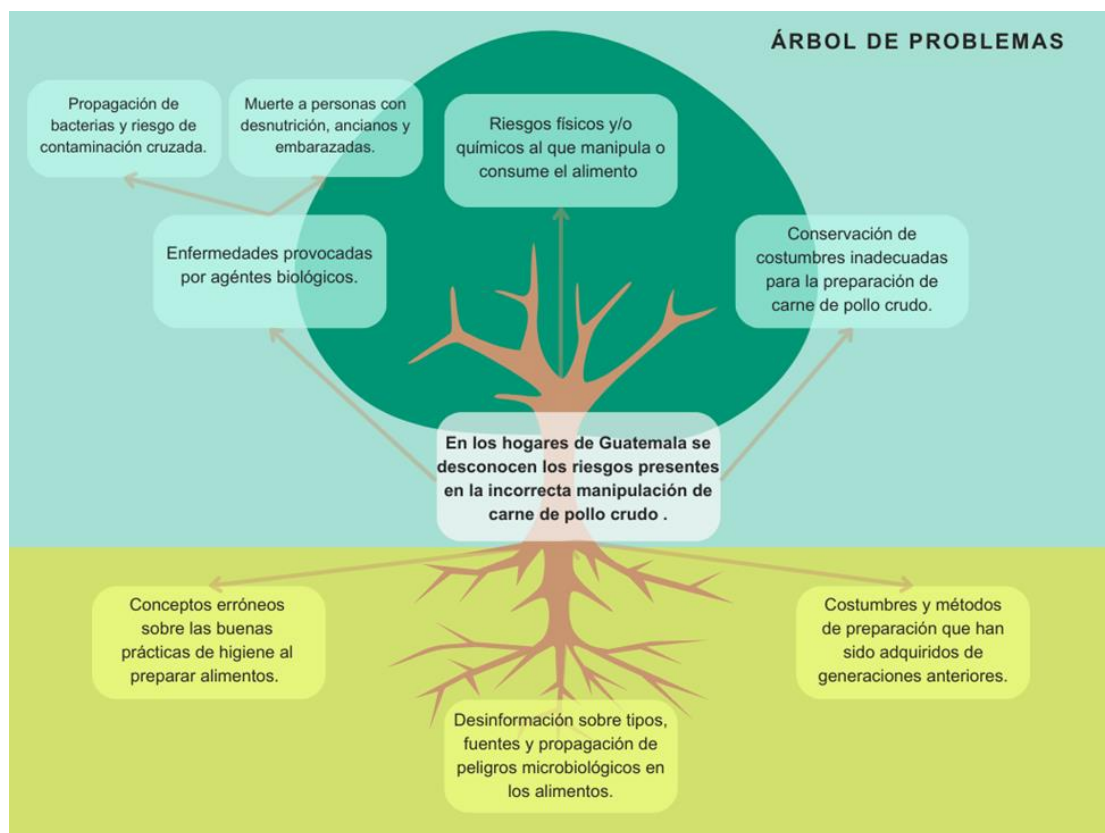 ÁRBOL DE PROBLEMAS
Propagación de
bacterias y riesgo de
contaminación cruzada.
Muerte a personas con
desnutrición, ancianos y
embarazadas.
Riesgos físicos y/o
químicos al que manipula o
consume el alimento
Enfermedades provocadas
por agéntes biológicos.
Conservación de
costumbres inadecuadas
para la preparación de
carne de pollo crudo.
En los hogares de Guatemala se
desconocen los riesgos presentes
en la incorrecta manipulación de
carne de pollo crudo .
Conceptos erróneos
sobre las buenas
prácticas de higiene al
preparar alimentos.
Desinformación sobre tipos,
fuentes y propagación de
peligros microbiológicos en
los alimentos.
Costumbres y métodos
de preparación que han
sido adquiridos de
generaciones anteriores.